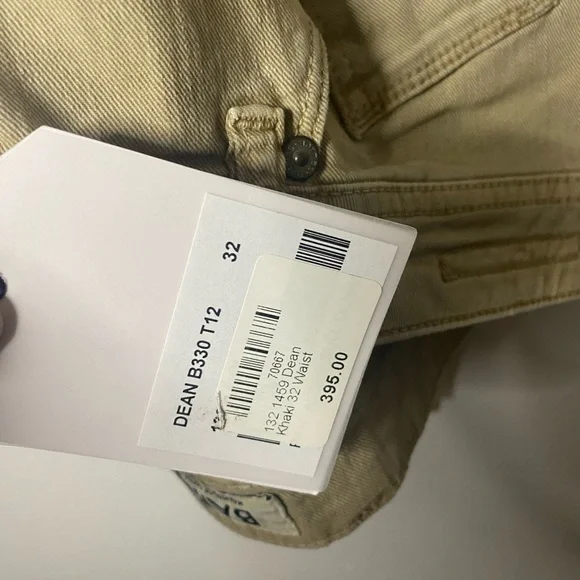 DEAN B330 T12 32
70667
132 1459 Dean
Khaki 32 Waist
395.00